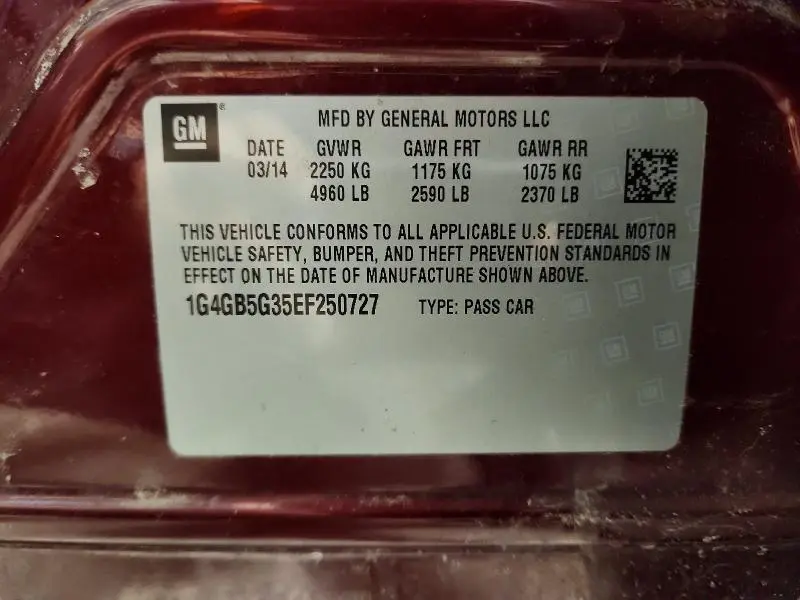 GM
MFD BY GENERAL MOTORS LLC
DATE GVWR GAWR FRT GAWR RR
03/14 2250 KG 1175 KG 1075 KG
4960 LB 2590 LB 2370 LB
THIS VEHICLE CONFORMS TO ALL APPLICABLE U.S. FEDERAL MOTOR
VEHICLE SAFETY, BUMPER, AND THEFT PREVENTION STANDARDS IN
EFFECT ON THE DATE OF MANUFACTURE SHOWN ABOVE.
1G4GB5G35EF250727 TYPE: PASS CAR